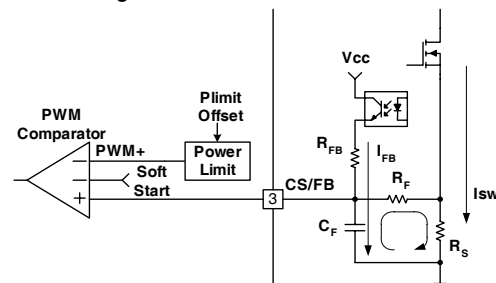 Vcc
Plimit
Offset
PWM
Comparator
PWM+
Power
Limit
Soft
Start
RFB
IFB
3
CS/FB
RF
CF
RS
Isw